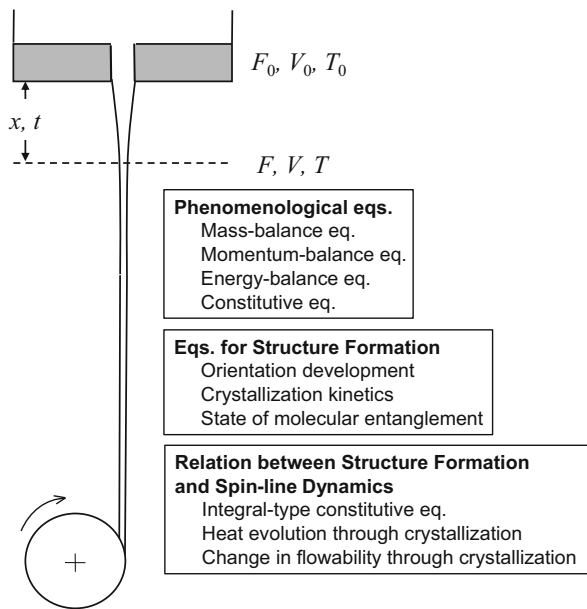 F₀, V₀, T₀
x, t
F, V, T
Phenomenological eqs.
Mass-balance eq.
Momentum-balance eq.
Energy-balance eq.
Constitutive eq.
Eqs. for Structure Formation
Orientation development
Crystallization kinetics
State of molecular entanglement
Relation between Structure Formation
and Spin-line Dynamics
Integral-type constitutive eq.
Heat evolution through crystallization
Change in flowability through crystallization